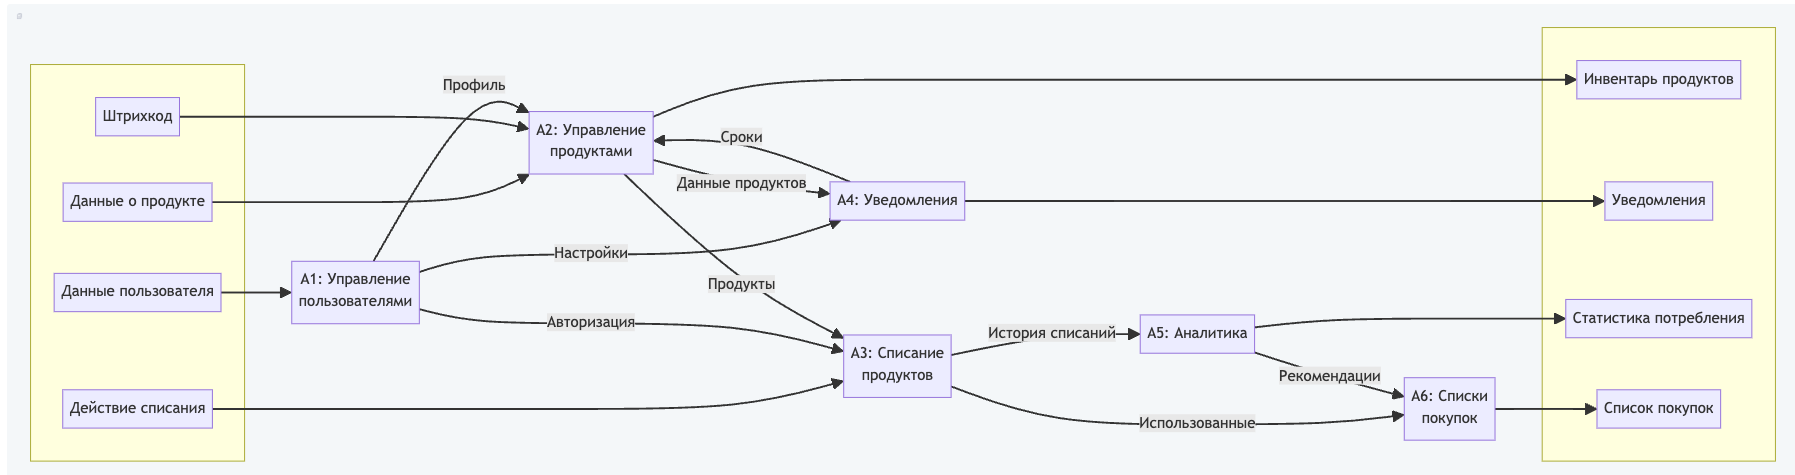 Штрихкод
Данные о продукте
Данные пользователя
Действие списания
A1: Управление
пользователями
Профиль
A2: Управление
продуктами
Сроки
Данные продуктов
A4: Уведомления
Настройки
Продукты
Авторизация
A3: Списание
продуктов
История списаний
A5: Аналитика
Рекомендации
Использованные
A6: Списки
покупок
Инвентарь продуктов
Уведомления
Статистика потребления
Список покупок